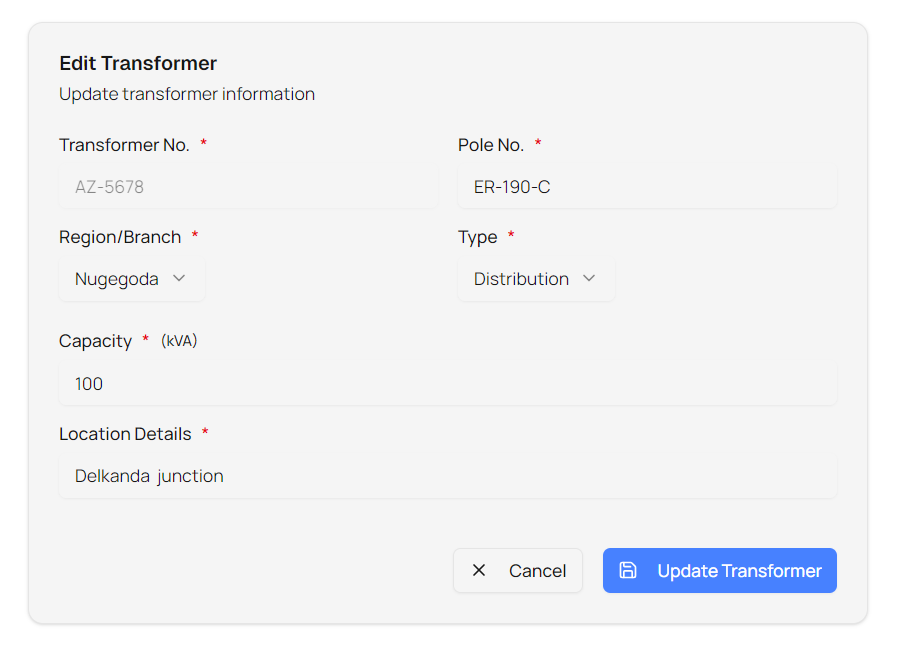 Edit Transformer
Update transformer information
Transformer No. * Pole No. *
AZ-5678 ER-190-C
Region/Branch * Type *
Nugegoda Distribution
Capacity * (kVA)
100
Location Details *
Delkanda junction
Cancel Update Transformer